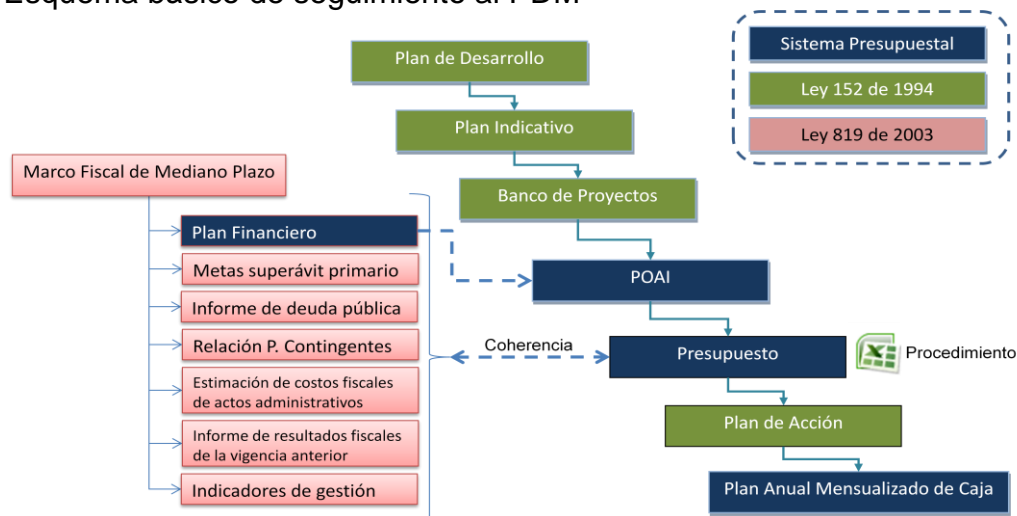 Esquema básico de seguimiento al PDM
Sistema Presupuestal
Ley 152 de 1994
Ley 819 de 2003
Plan de Desarrollo
Plan Indicativo
Banco de Proyectos
POAI
Presupuesto
Procedimiento
Plan de Acción
Plan Anual Mensualizado de Caja
Coherencia
Marco Fiscal de Mediano Plazo
Plan Financiero
Metas superávit primario
Informe de deuda pública
Relación P. Contingentes
Estimación de costos fiscales
de actos administrativos
Informe de resultados fiscales
de la vigencia anterior
Indicadores de gestión